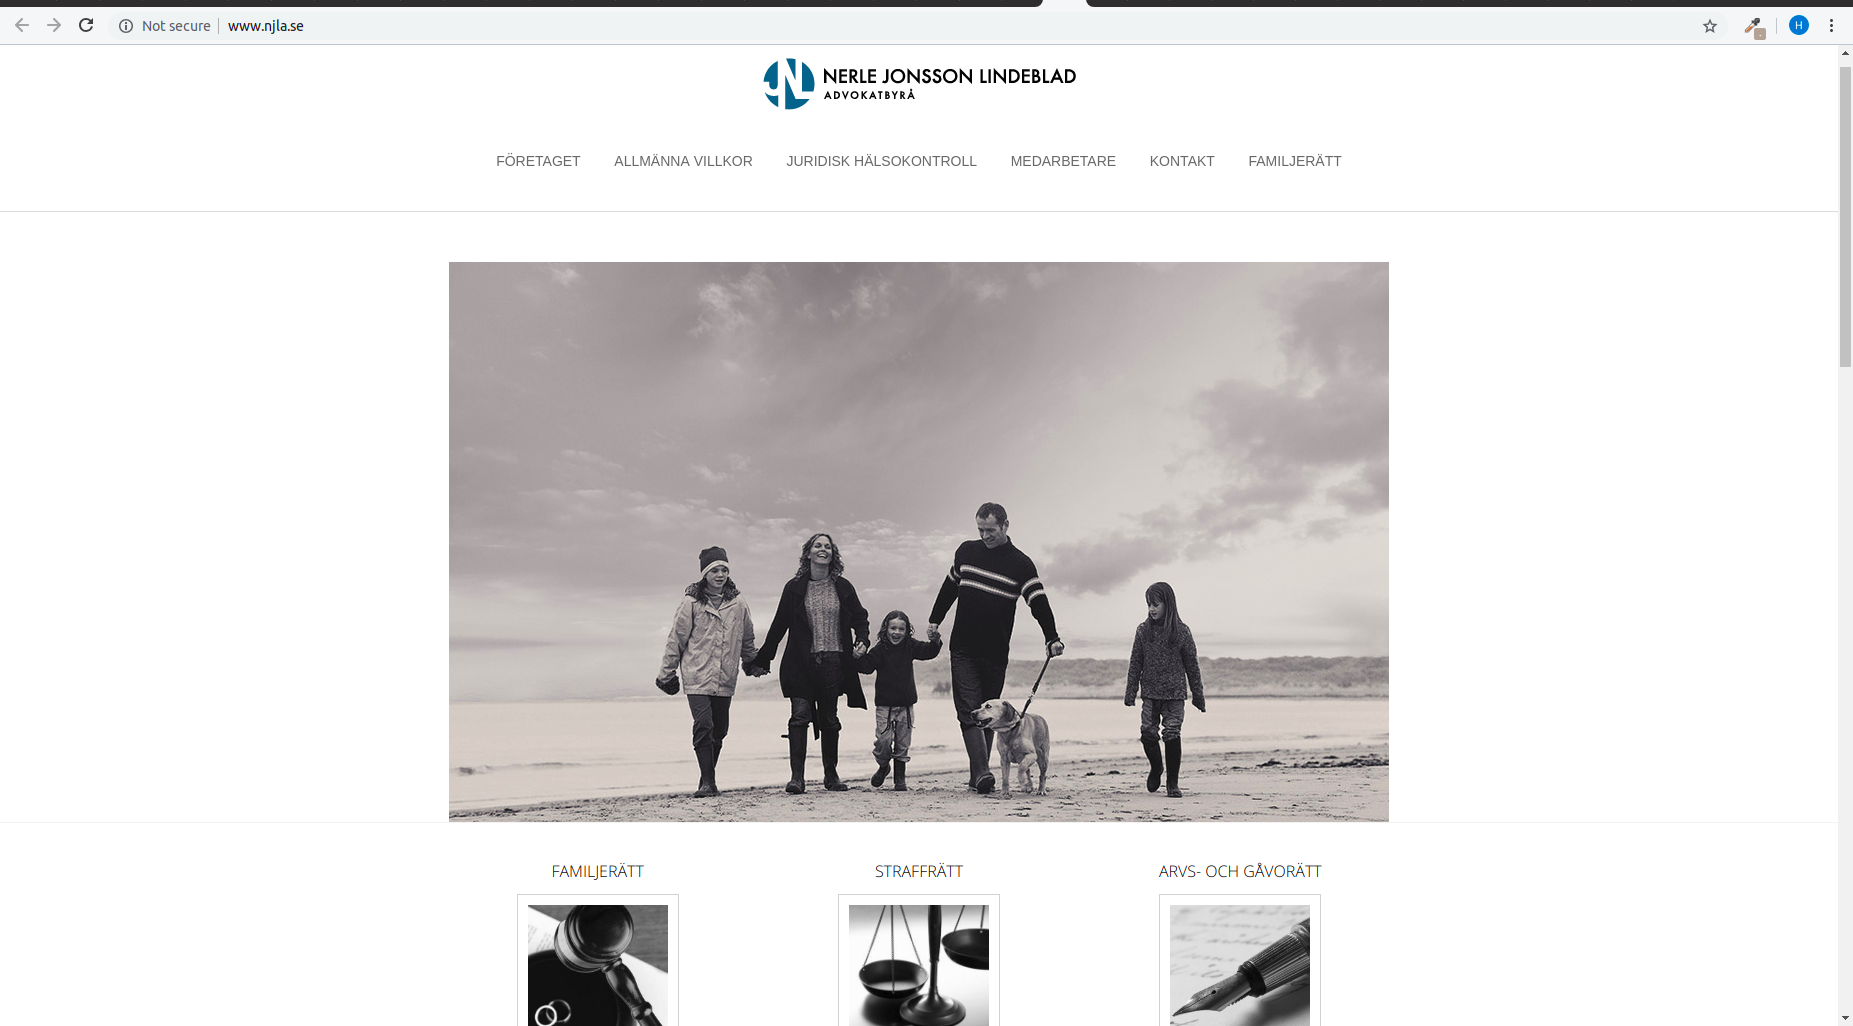 Not secure www.njla.se
H
NERLE JONSSON LINDEBLAD
ADVOKATBYRÅ
FÖRETAGET ALLMÄNNA VILLKOR JURIDISK HÄLSOKONTROLL MEDARBETARE KONTAKT FAMILJERÄTT
FAMILJERÄTT STRAFFRÄTT ARVS- OCH GÅVORÄTT